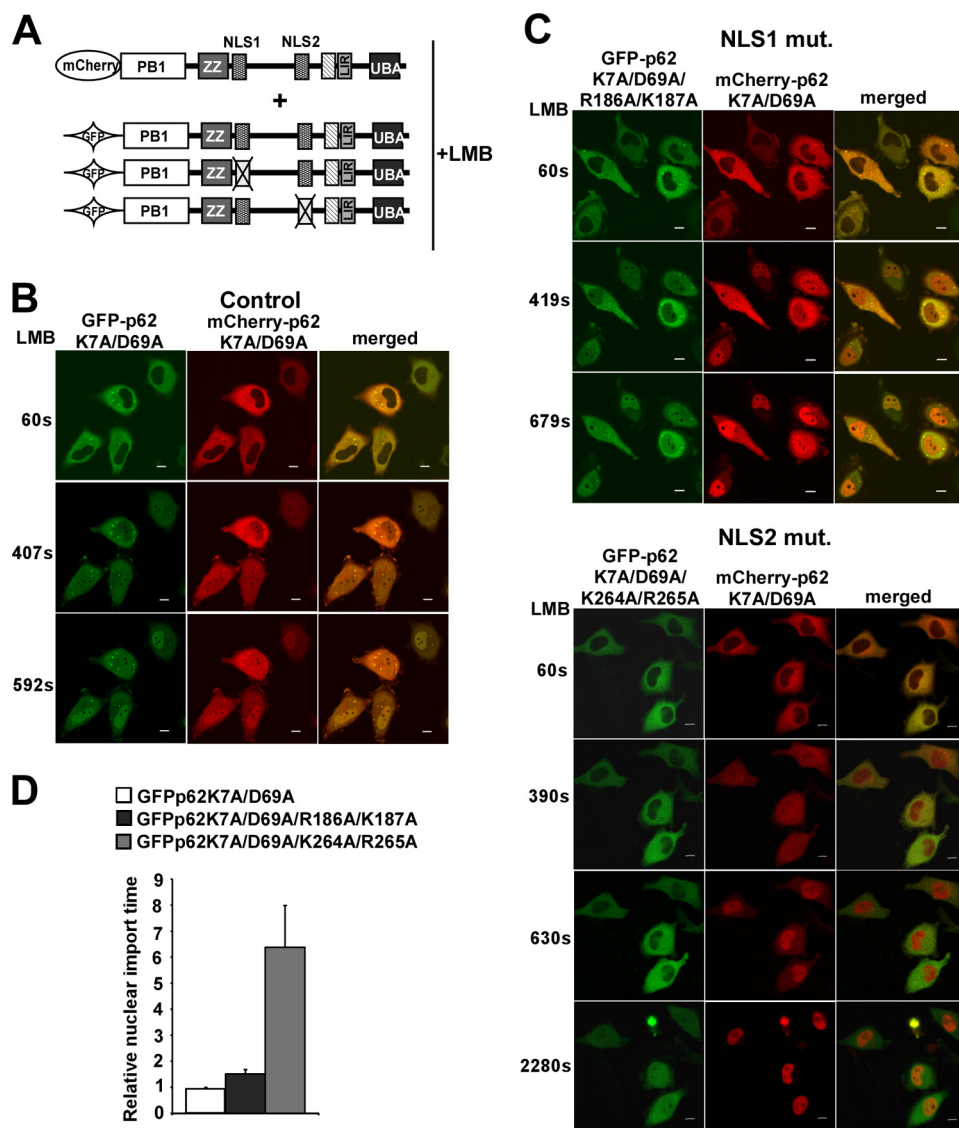 A
NLS1
NLS2
mCherry
PB1
ZZ
LIR
UBA
+
GFP
PB1
ZZ
LIR
UBA
GFP
PB1
ZZ
LIR
UBA
GFP
PB1
ZZ
LIR
UBA
+LMB
B
Control
LMB
GFP-p62
K7A/D69A
mCherry-p62
K7A/D69A
merged
60s
407s
592s
C
NLS1 mut.
LMB
GFP-p62
K7A/D69A/
R186A/K187A
mCherry-p62
K7A/D69A
merged
60s
419s
679s
NLS2 mut.
LMB
GFP-p62
K7A/D69A/
K264A/R265A
mCherry-p62
K7A/D69A
merged
60s
390s
630s
2280s
D
GFPp62K7A/D69A
GFPp62K7A/D69A/R186A/K187A
GFPp62K7A/D69A/K264A/R265A
Relative nuclear import time
9
8
7
6
5
4
3
2
1
0